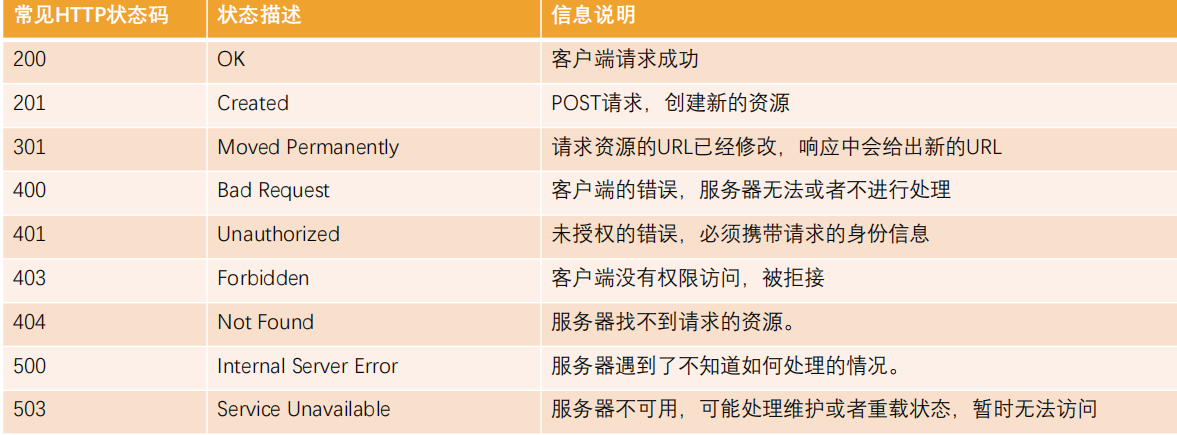 常见HTTP状态码 状态描述 信息说明
200 OK 客户端请求成功
201 Created POST请求，创建新的资源
301 Moved Permanently 请求资源的URL已经修改，响应中会给出新的URL
400 Bad Request 客户端的错误，服务器无法或者不进行处理
401 Unauthorized 未授权的错误，必须携带请求的身份信息
403 Forbidden 客户端没有权限访问，被拒接
404 Not Found 服务器找不到请求的资源。
500 Internal Server Error 服务器遇到了不知道如何处理的情况。
503 Service Unavailable 服务器不可用，可能处理维护或者重载状态，暂时无法访问